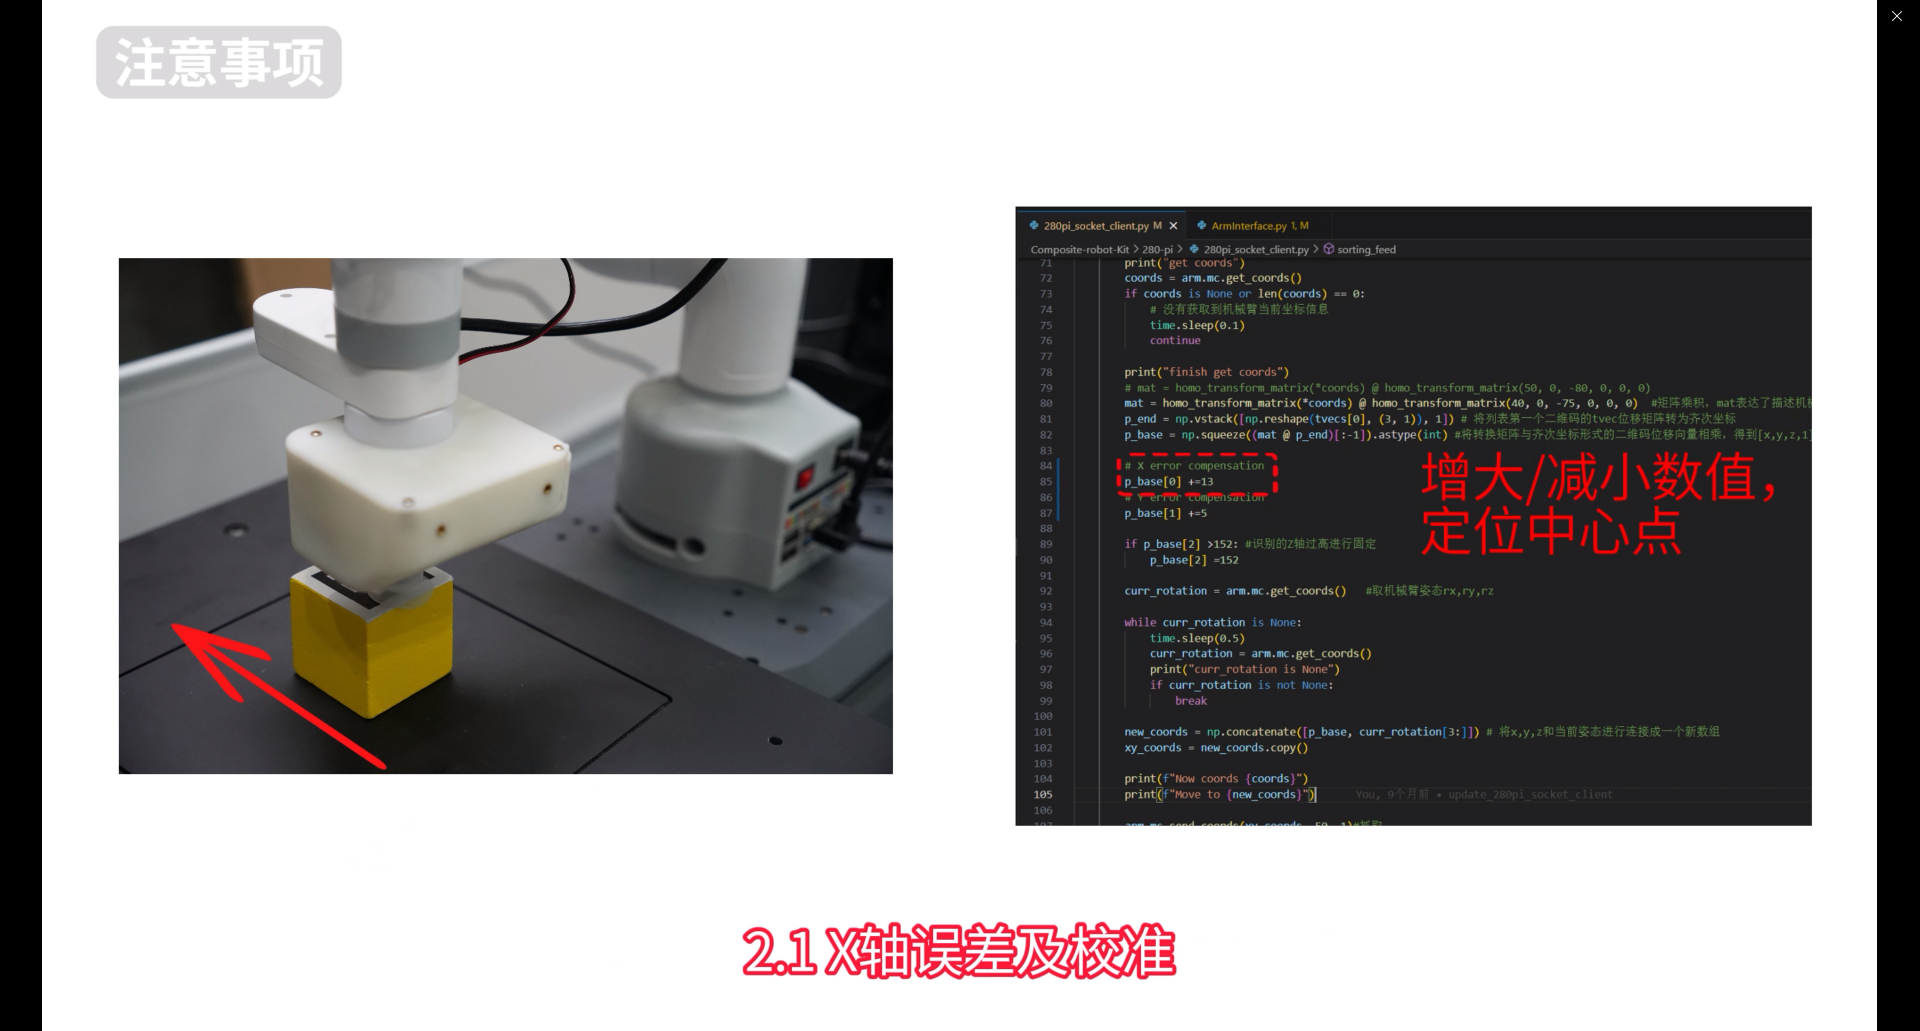 注意事项
280pi_socket_client.py M
ArmInterface.py 1, M
Composite-robot-Kit > 280-pi > 280pi_socket_client.py > sorting_feed
71 print("get coords")
72 coords = arm.mc.get_coords()
73 if coords is None or len(coords) == 0:
74 # 没有获取到机械臂当前坐标信息
75 time.sleep(0.1)
76 continue
77
78 print("finish get coords")
79 # mat = homo_transform_matrix(*coords) @ homo_transform_matrix(50, 0, -80, 0, 0, 0)
80 mat = homo_transform_matrix(*coords) @ homo_transform_matrix(40, 0, -75, 0, 0, 0) #矩阵乘积，mat表达了描述机
81 p_end = np.vstack([np.reshape(tvecs[0], (3, 1)), 1]) # 将列表第一个二维码的tvec位移矩阵转为齐次坐标
82 p_base = np.squeeze((mat @ p_end)[:-1]).astype(int) #将转换矩阵与齐次坐标形式的二维码位移向量相乘，得到[x,y,z,1]
83
84 # X error compensation
85 p_base[0] +=13
86 # Y error compensation
87 p_base[1] +=5
88
89 if p_base[2] >152: #识别的Z轴过高进行固定
90 p_base[2] =152
91
92 curr_rotation = arm.mc.get_coords() #取机械臂姿态rx,ry,rz
93
94 while curr_rotation is None:
95 time.sleep(0.5)
96 curr_rotation = arm.mc.get_coords()
97 print("curr_rotation is None")
98 if curr_rotation is not None:
99 break
100
101 new_coords = np.concatenate([p_base, curr_rotation[3:]]) # 将x,y,z和当前姿态进行连接成一个新数组
102 xy_coords = new_coords.copy()
103
104 print(f"Now coords {coords}")
105 print(f"Move to {new_coords}") You, 9个月前 • update_280pi_socket_client
106
增大/减小数值，
定位中心点
2.1 X轴误差及校准